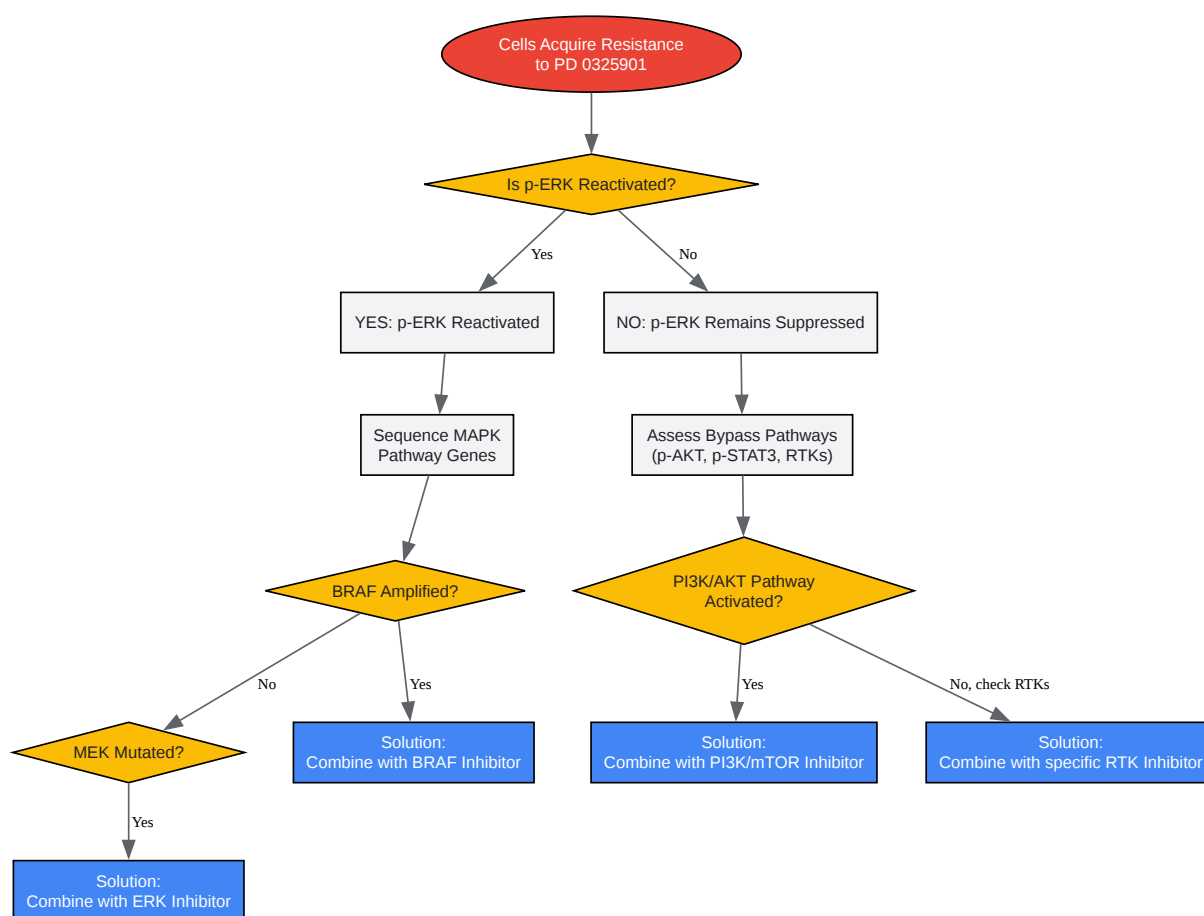 Cells Acquire Resistance
to PD 0325901
Is p-ERK Reactivated?
Yes
No
YES: p-ERK Reactivated
NO: p-ERK Remains Suppressed
Sequence MAPK
Pathway Genes
Assess Bypass Pathways
(p-AKT, p-STAT3, RTKs)
BRAF Amplified?
PI3K/AKT Pathway
Activated?
No
Yes
Yes
No, check RTKs
MEK Mutated?
Solution:
Combine with BRAF Inhibitor
Solution:
Combine with PI3K/mTOR Inhibitor
Solution:
Combine with specific RTK Inhibitor
Yes
Solution:
Combine with ERK Inhibitor